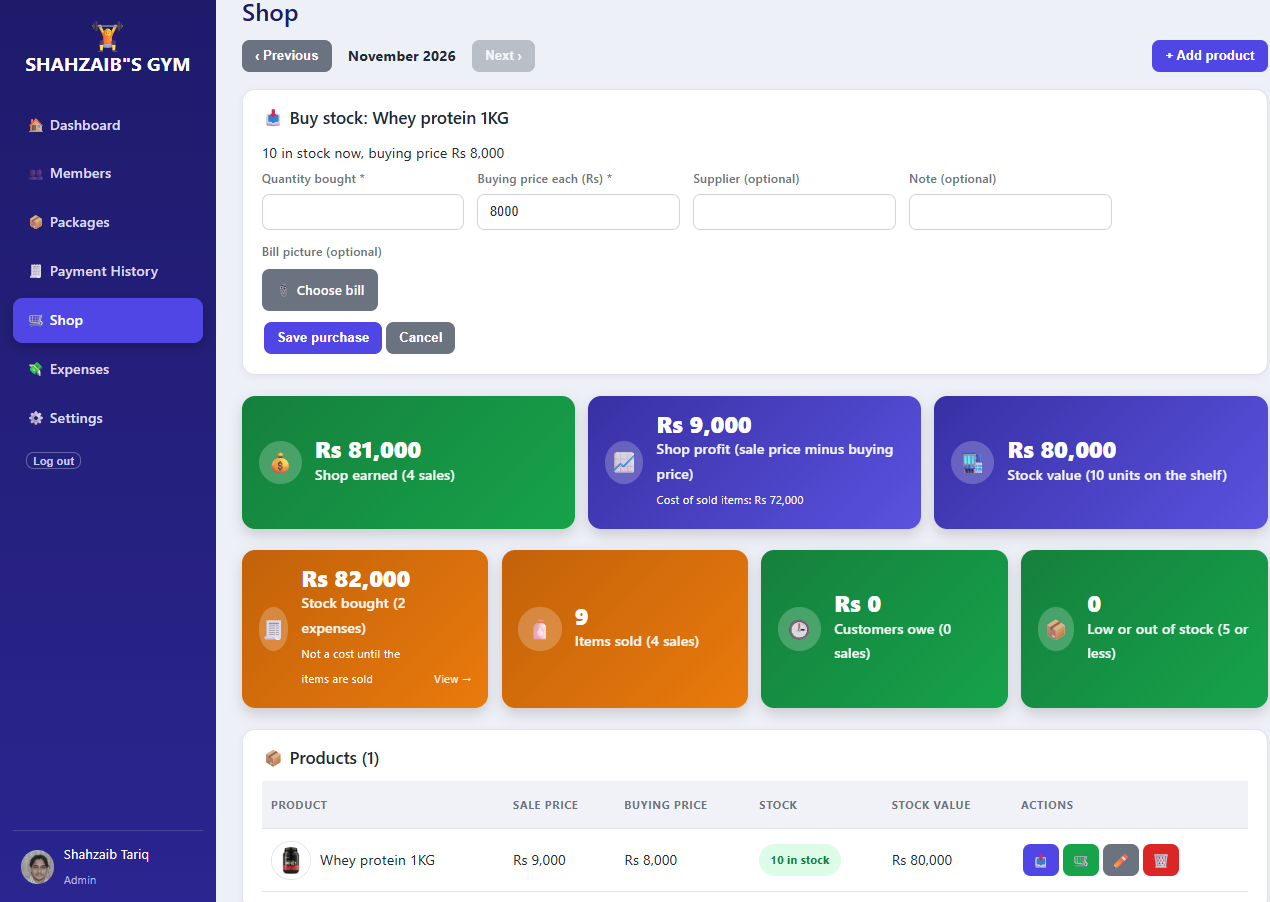 SHAHZAIB"S GYM
Dashboard
Members
Packages
Payment History
Shop
Expenses
Settings
Log out
Shahzaib Tariq
Admin
Shop
‹ Previous
November 2026
Next ›
+ Add product
Buy stock: Whey protein 1KG
10 in stock now, buying price Rs 8,000
Quantity bought *
Buying price each (Rs) *
Supplier (optional)
Note (optional)
8000
Bill picture (optional)
Choose bill
Save purchase
Cancel
Rs 81,000
Shop earned (4 sales)
Rs 9,000
Shop profit (sale price minus buying
price)
Cost of sold items: Rs 72,000
Rs 80,000
Stock value (10 units on the shelf)
Rs 82,000
Stock bought (2
expenses)
Not a cost until the
items are sold
View →
9
Items sold (4 sales)
Rs 0
Customers owe (0
sales)
0
Low or out of stock (5 or
less)
Products (1)
PRODUCT SALE PRICE BUYING PRICE STOCK STOCK VALUE ACTIONS
Whey protein 1KG Rs 9,000 Rs 8,000 10 in stock Rs 80,000